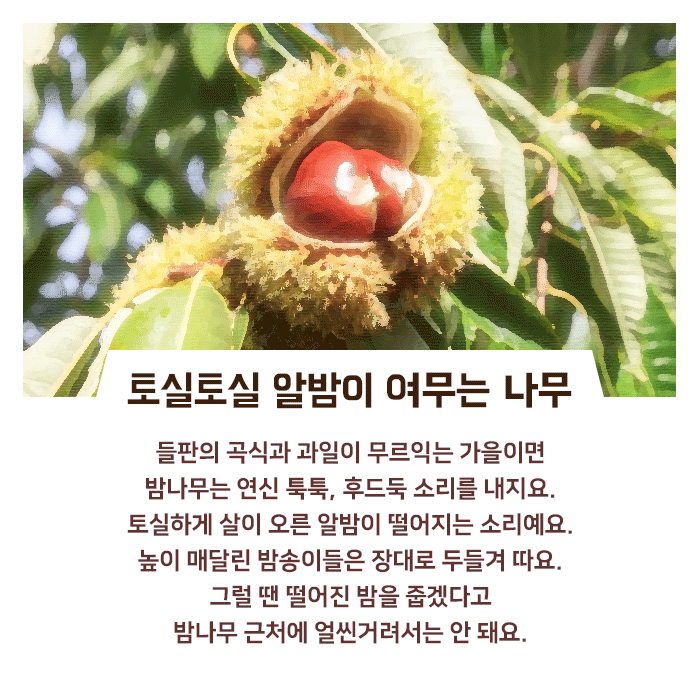 토실토실 알밤이 여무는 나무
들판의 곡식과 과일이 무르익는 가을이면
밤나무는 연신 툭툭, 후드둑 소리를 내지요.
토실하게 살이 오른 알밤이 떨어지는 소리예요.
높이 매달린 밤송이들은 장대로 두들겨 따요.
그럴 땐 떨어진 밤을 줍겠다고
밤나무 근처에 얼씬거려서는 안 돼요.